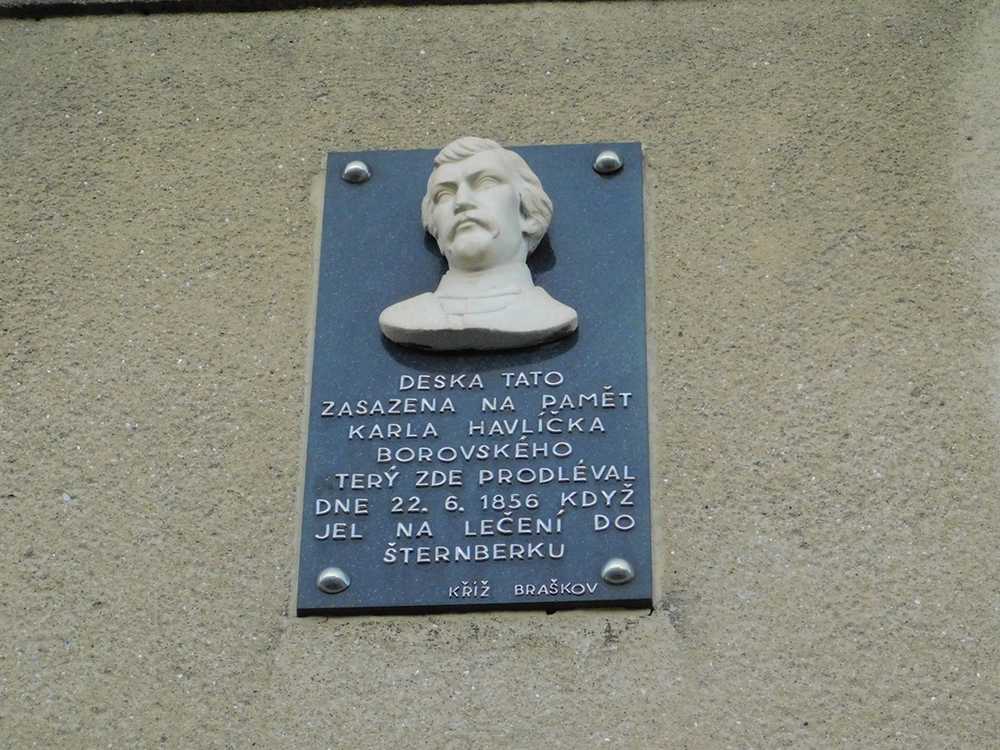 DESKA TATO
ZASAZENA NA PAMĚT
KARLA HAVLÍČKA
BOROVSKÉHO
TERÝ ZDE PRODLÉVAL
DNE 22. 6. 1856 KDYŽ
JEL NA LEČENÍ DO
ŠTERNBERKU
KŘÍŽ BRAŠKOV